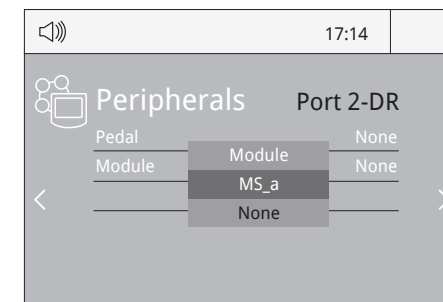 17:14
Peripherals Port 2-DR
Pedal None
Module None
Module
MS_a
None